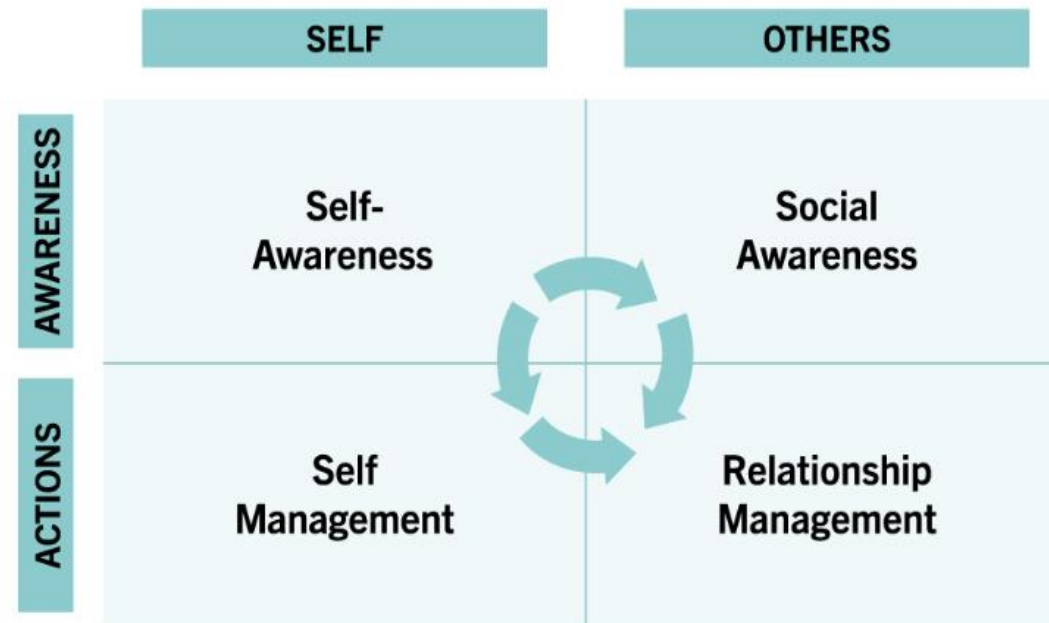 SELF
OTHERS
AWARENESS
Self-
Awareness
Social
Awareness
ACTIONS
Self
Management
Relationship
Management